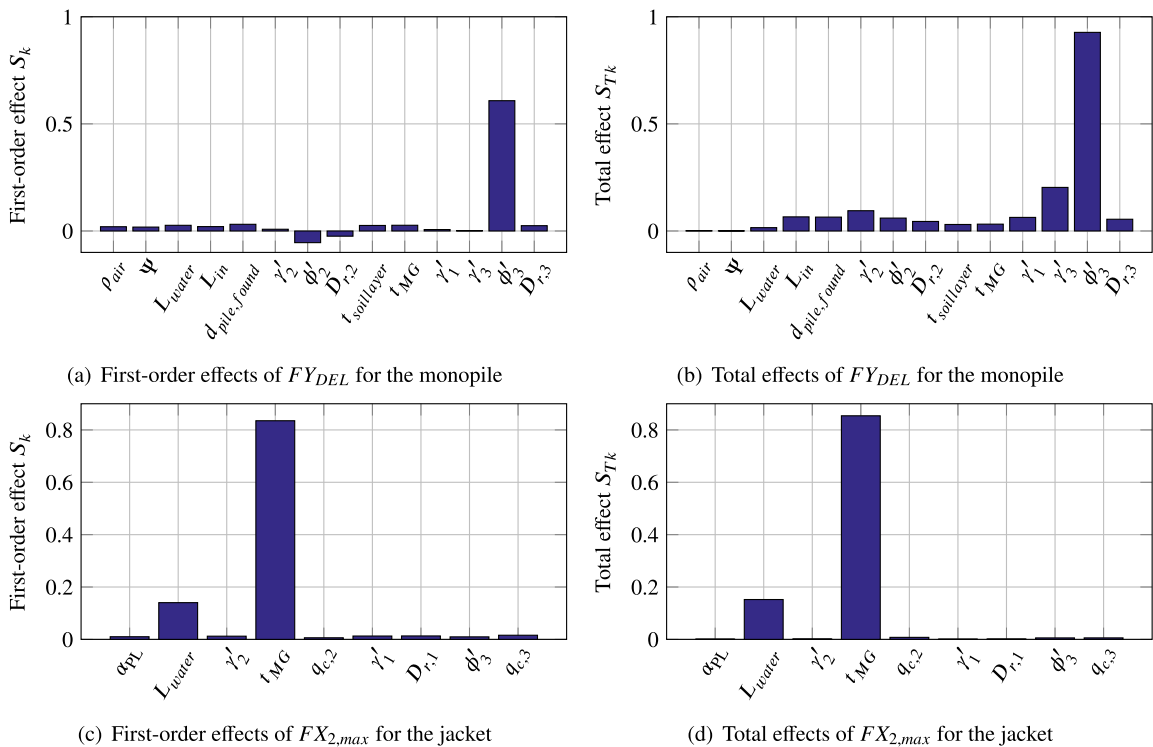 First-order effect S_k
1
0.5
0
ρ_air Ψ L_water L_in d_pile,found γ′_2 ϕ′_2 D_r,2 t_soillayer t_MG γ′_1 γ′_3 ϕ′_3 D_r,3
(a) First-order effects of FY_DEL for the monopile
Total effect S_Tk
1
0.5
0
ρ_air Ψ L_water L_in d_pile,found γ′_2 ϕ′_2 D_r,2 t_soillayer t_MG γ′_1 γ′_3 ϕ′_3 D_r,3
(b) Total effects of FY_DEL for the monopile
First-order effect S_k
0.8
0.6
0.4
0.2
0
α_PL L_water γ′_2 t_MG q_c,2 γ′_1 D_r,1 ϕ′_3 q_c,3
(c) First-order effects of FX_2,max for the jacket
Total effect S_Tk
0.8
0.6
0.4
0.2
0
α_PL L_water γ′_2 t_MG q_c,2 γ′_1 D_r,1 ϕ′_3 q_c,3
(d) Total effects of FX_2,max for the jacket